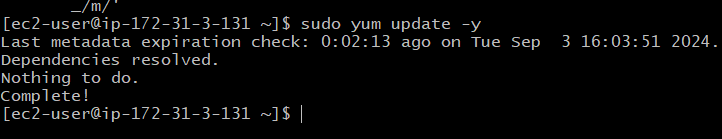 _/m/'
[ec2-user@ip-172-31-3-131 ~]$ sudo yum update -y
Last metadata expiration check: 0:02:13 ago on Tue Sep  3 16:03:51 2024.
Dependencies resolved.
Nothing to do.
Complete!
[ec2-user@ip-172-31-3-131 ~]$